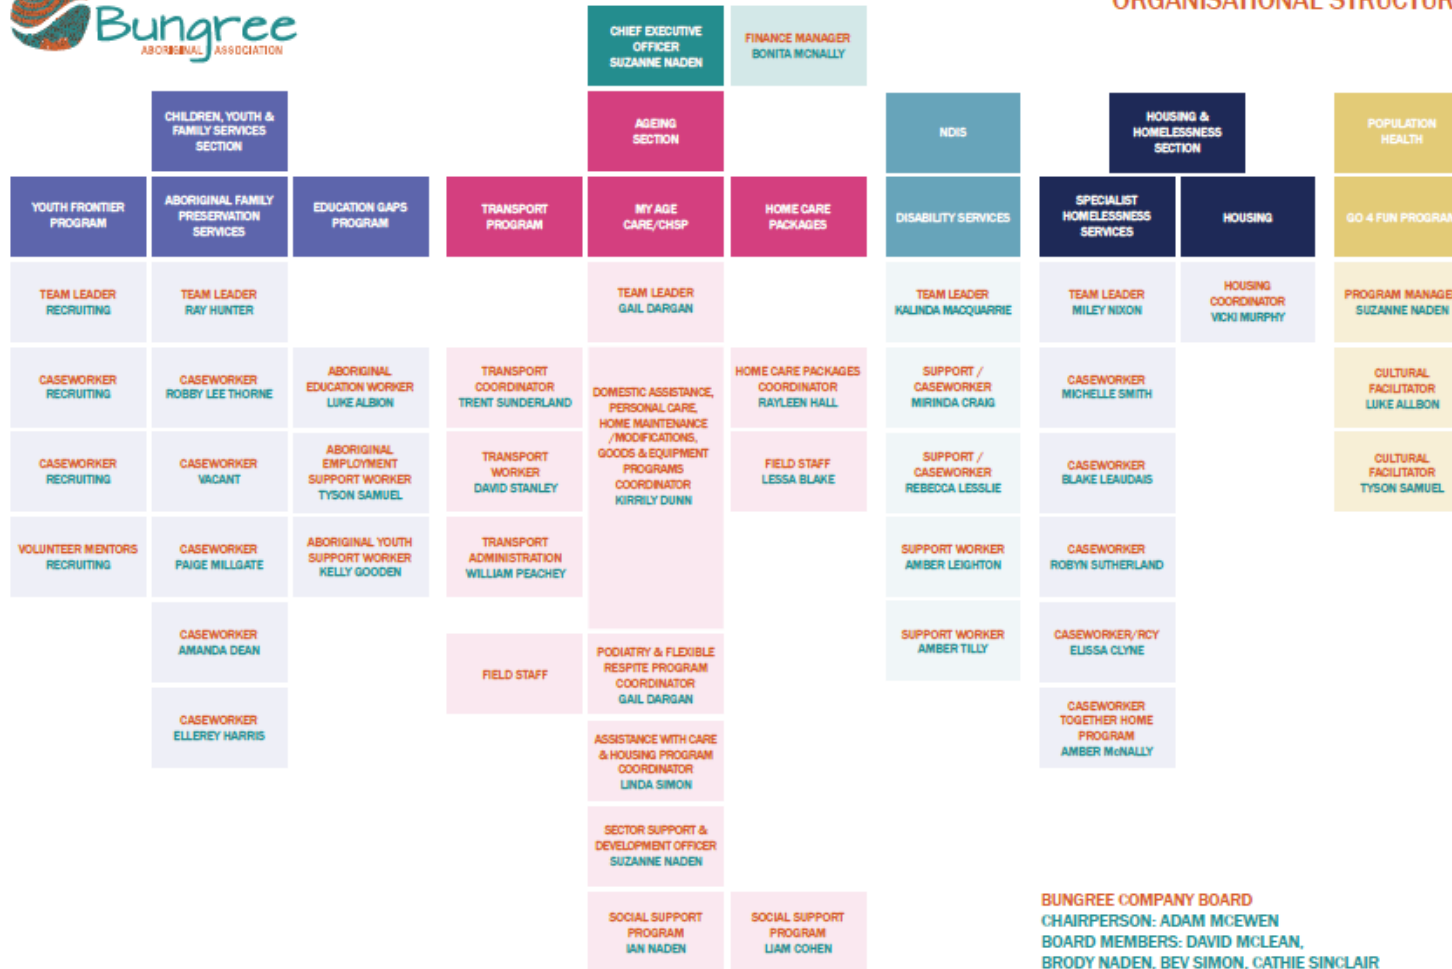 Bungree
ABORIGINAL ASSOCIATION
ORGANISATIONAL STRUCTUR
CHIEF EXECUTIVE
OFFICER
SUZANNE NADEN
FINANCE MANAGER
BONITA MCNALLY
CHILDREN, YOUTH &
FAMILY SERVICES
SECTION
AGEING
SECTION
NDIS
HOUSING &
HOMELESSNESS
SECTION
POPULATION
HEALTH
YOUTH FRONTIER
PROGRAM
ABORIGINAL FAMILY
PRESERVATION
SERVICES
EDUCATION GAPS
PROGRAM
TRANSPORT
PROGRAM
MY AGE
CARE/CHSP
HOME CARE
PACKAGES
DISABILITY SERVICES
SPECIALIST
HOMELESSNESS
SERVICES
HOUSING
GO 4 FUN PROGRAM
TEAM LEADER
RECRUITING
TEAM LEADER
RAY HUNTER
TEAM LEADER
GAIL DARGAN
TEAM LEADER
KALINDA MACQUARRIE
TEAM LEADER
MILEY NIXON
HOUSING
COORDINATOR
VICKI MURPHY
PROGRAM MANAGE
SUZANNE NADEN
CASEWORKER
RECRUITING
CASEWORKER
ROBBY LEE THORNE
ABORIGINAL
EDUCATION WORKER
LUKE ALBION
TRANSPORT
COORDINATOR
TRENT SUNDERLAND
DOMESTIC ASSISTANCE,
PERSONAL CARE,
HOME MAINTENANCE
/MODIFICATIONS,
GOODS & EQUIPMENT
PROGRAMS
COORDINATOR
KIRRILY DUNN
HOME CARE PACKAGES
COORDINATOR
RAYLEEN HALL
SUPPORT /
CASEWORKER
MIRINDA CRAIG
CASEWORKER
MICHELLE SMITH
CULTURAL
FACILITATOR
LUKE ALLBON
CASEWORKER
RECRUITING
CASEWORKER
VACANT
ABORIGINAL
EMPLOYMENT
SUPPORT WORKER
TYSON SAMUEL
TRANSPORT
WORKER
DAVID STANLEY
FIELD STAFF
LESSA BLAKE
SUPPORT /
CASEWORKER
REBECCA LESSLIE
CASEWORKER
BLAKE LEAUDAIS
CULTURAL
FACILITATOR
TYSON SAMUEL
VOLUNTEER MENTORS
RECRUITING
CASEWORKER
PAIGE MILLGATE
ABORIGINAL YOUTH
SUPPORT WORKER
KELLY GOODEN
TRANSPORT
ADMINISTRATION
WILLIAM PEACHEY
SUPPORT WORKER
AMBER LEIGHTON
CASEWORKER
ROBYN SUTHERLAND
CASEWORKER
AMANDA DEAN
FIELD STAFF
PODIATRY & FLEXIBLE
RESPITE PROGRAM
COORDINATOR
GAIL DARGAN
SUPPORT WORKER
AMBER TILLY
CASEWORKER/RCY
ELISSA CLYNE
CASEWORKER
ELLEREY HARRIS
ASSISTANCE WITH CARE
& HOUSING PROGRAM
COORDINATOR
LINDA SIMON
CASEWORKER
TOGETHER HOME
PROGRAM
AMBER McNALLY
SECTOR SUPPORT &
DEVELOPMENT OFFICER
SUZANNE NADEN
SOCIAL SUPPORT
PROGRAM
IAN NADEN
SOCIAL SUPPORT
PROGRAM
LIAM COHEN
BUNGREE COMPANY BOARD
CHAIRPERSON: ADAM MCEWEN
BOARD MEMBERS: DAVID MCLEAN,
BRODY NADEN, BEV SIMON, CATHIE SINCLAIR